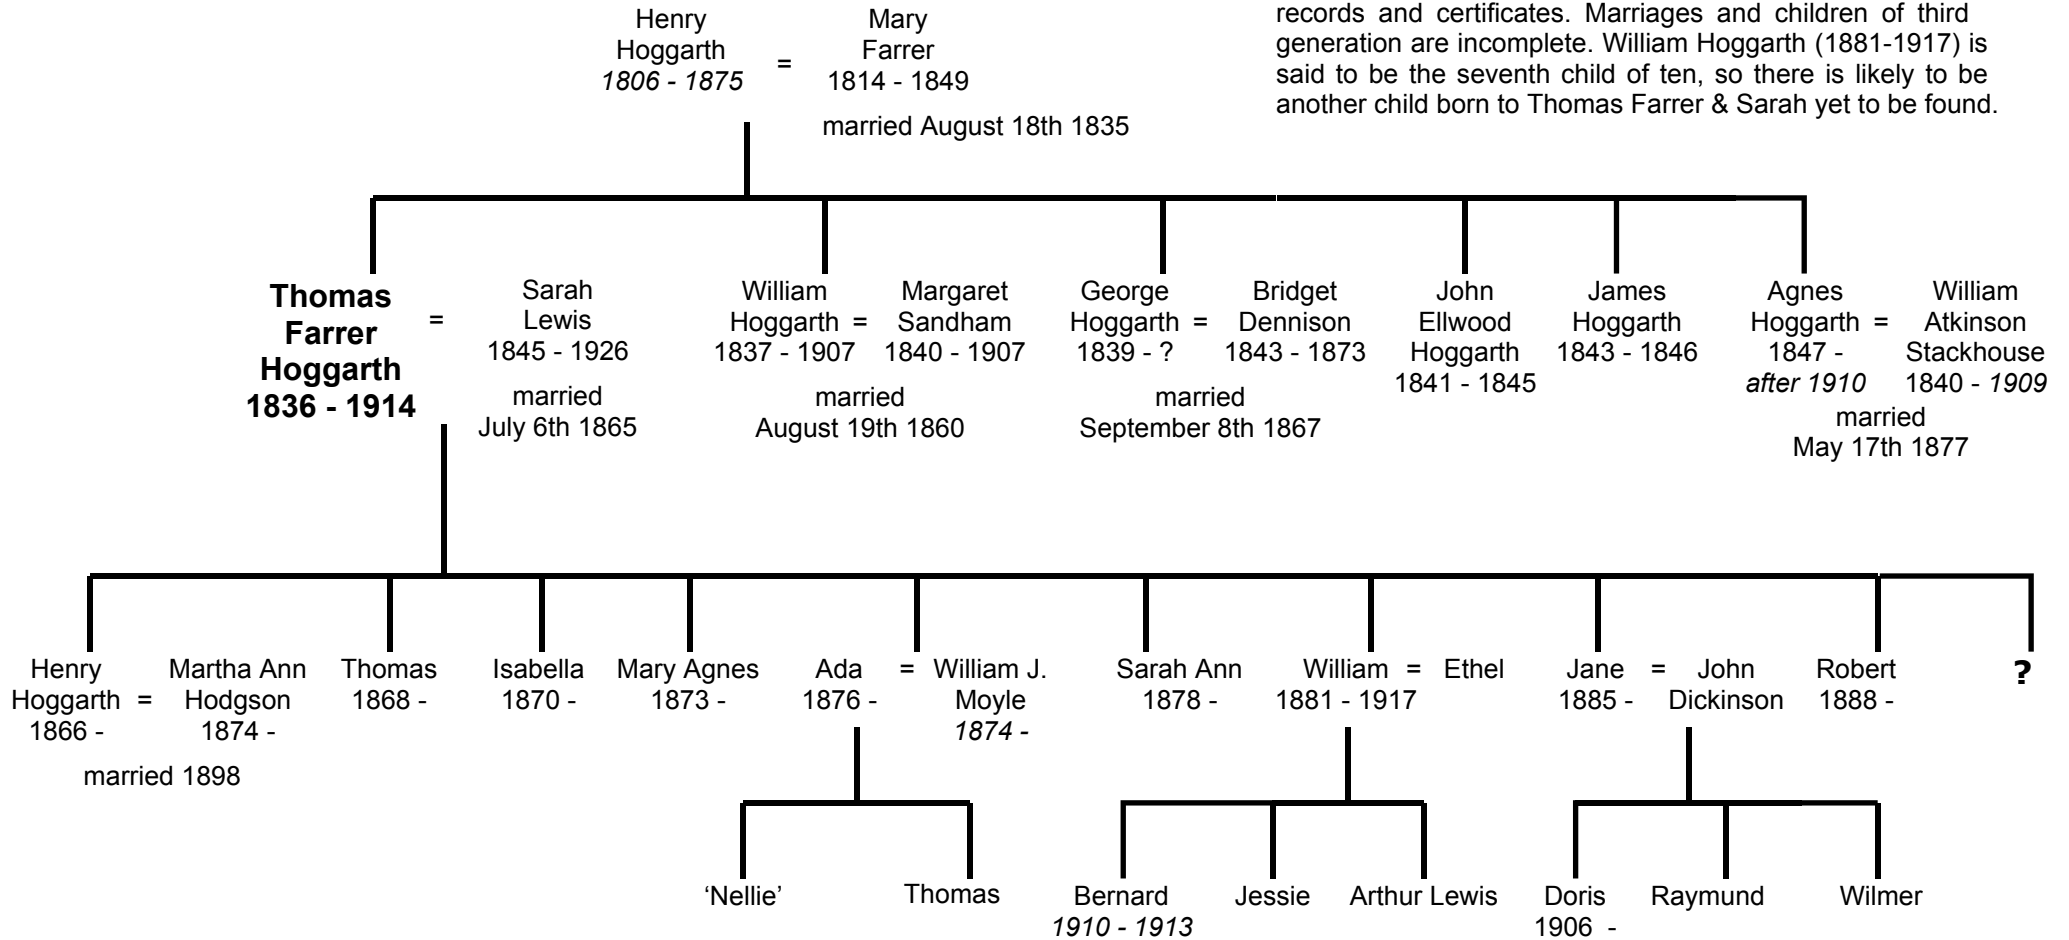 records and certificates. Marriages and children of third
generation are incomplete. William Hoggarth (1881-1917) is
said to be the seventh child of ten, so there is likely to be
another child born to Thomas Farrer & Sarah yet to be found.
Henry
Hoggarth
1806 - 1875
=
Mary
Farrer
1814 - 1849
married August 18th 1835
Thomas
Farrer
Hoggarth
1836 - 1914
=
Sarah
Lewis
1845 - 1926
married
July 6th 1865
William
Hoggarth
1837 - 1907
=
Margaret
Sandham
1840 - 1907
married
August 19th 1860
George
Hoggarth
1839 - ?
=
Bridget
Dennison
1843 - 1873
married
September 8th 1867
John
Ellwood
Hoggarth
1841 - 1845
James
Hoggarth
1843 - 1846
Agnes
Hoggarth
1847 -
after 1910
=
William
Atkinson
Stackhouse
1840 - 1909
married
May 17th 1877
Henry
Hoggarth
1866 -
=
Martha Ann
Hodgson
1874 -
married 1898
Thomas
1868 -
Isabella
1870 -
Mary Agnes
1873 -
Ada
1876 -
=
William J.
Moyle
1874 -
Sarah Ann
1878 -
William
1881 - 1917
=
Ethel
Jane
1885 -
=
John
Dickinson
Robert
1888 -
?
‘Nellie’
Thomas
Bernard
1910 - 1913
Jessie
Arthur Lewis
Doris
1906 -
Raymund
Wilmer